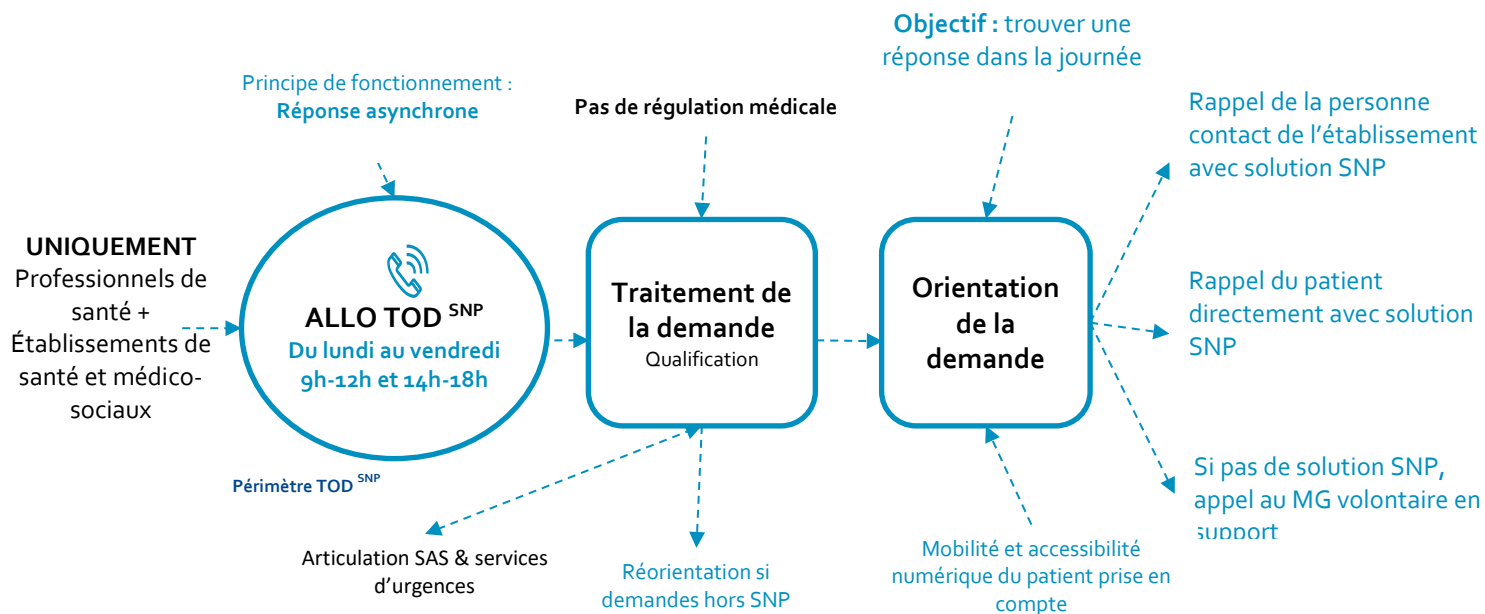 Objectif : trouver une
réponse dans la journée
Principe de fonctionnement :
Réponse asynchrone
Pas de régulation médicale
Rappel de la personne
contact de l'établissement
avec solution SNP
UNIQUEMENT
Professionnels de
santé +
Établissements de
santé et médico-
sociaux
ALLO TOD SNP
Du lundi au vendredi
9h-12h et 14h-18h
Traitement de
la demande
Qualification
Orientation
de la
demande
Rappel du patient
directement avec solution
SNP
Périmètre TOD SNP
Si pas de solution SNP,
appel au MG volontaire en
support
Articulation SAS & services
d'urgences
Réorientation si
demandes hors SNP
Mobilité et accessibilité
numérique du patient prise en
compte